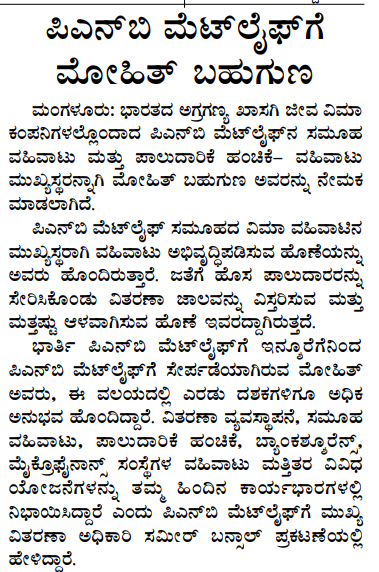 ಪಿಎನ್‌ಬಿ ಮೆಟ್‌ಲೈಫ್‌ಗೆ
ಮೋಹಿತ್ ಬಹುಗುಣ
ಮಂಗಳೂರು: ಭಾರತದ ಅಗ್ರಗಣ್ಯ ಖಾಸಗಿ ಜೀವ ವಿಮಾ
ಕಂಪನಿಗಳಲ್ಲೊಂದಾದ ಪಿಎನ್‌ಬಿ ಮೆಟ್‌ಲೈಫ್‌ನ ಸಮೂಹ
ವಹಿವಾಟು ಮತ್ತು ಪಾಲುದಾರಿಕೆ ಹಂಚಿಕೆ– ವಹಿವಾಟು
ಮುಖ್ಯಸ್ಥರನ್ನಾಗಿ ಮೋಹಿತ್ ಬಹುಗುಣ ಅವರನ್ನು ನೇಮಕ
ಮಾಡಲಾಗಿದೆ.
ಪಿಎನ್‌ಬಿ ಮೆಟ್‌ಲೈಫ್ ಸಮೂಹದ ವಿಮಾ ವಹಿವಾಟಿನ
ಮುಖ್ಯಸ್ಥರಾಗಿ ವಹಿವಾಟು ಅಭಿವೃದ್ಧಿಪಡಿಸುವ ಹೊಣೆಯನ್ನು
ಅವರು ಹೊಂದಿರುತ್ತಾರೆ. ಜತೆಗೆ ಹೊಸ ಪಾಲುದಾರರನ್ನು
ಸೇರಿಸಿಕೊಂಡು ವಿತರಣಾ ಜಾಲವನ್ನು ವಿಸ್ತರಿಸುವ ಮತ್ತು
ಮತ್ತಷ್ಟು ಆಳವಾಗಿಸುವ ಹೊಣೆ ಇವರದ್ದಾಗಿರುತ್ತದೆ.
ಭಾರ್ತಿ ಪಿಎನ್‌ಬಿ ಮೆಟ್‌ಲೈಫ್‌ಗೆ ಇನ್ಶೂರೆಗೆನಿಂದ
ಪಿಎನ್‌ಬಿ ಮೆಟ್‌ಲೈಫ್‌ಗೆ ಸೇರ್ಪಡೆಯಾಗಿರುವ ಮೋಹಿತ್
ಅವರು, ಈ ವಲಯದಲ್ಲಿ ಎರಡು ದಶಕಗಳಿಗೂ ಅಧಿಕ
ಅನುಭವ ಹೊಂದಿದ್ದಾರೆ. ವಿತರಣಾ ವ್ಯವಸ್ಥಾಪನೆ, ಸಮೂಹ
ವಹಿವಾಟು, ಪಾಲುದಾರಿಕೆ ಹಂಚಿಕೆ, ಬ್ಯಾಂಕಶ್ಶೂರೆನ್ಸ್,
ಮೈಕ್ರೊಫೈನಾನ್ಸ್ ಸಂಸ್ಥೆಗಳ ವಹಿವಾಟು ಮತ್ತಿತರ ವಿವಿಧ
ಯೋಜನೆಗಳನ್ನು ತಮ್ಮ ಹಿಂದಿನ ಕಾರ್ಯಭಾರಗಳಲ್ಲಿ
ನಿಭಾಯಿಸಿದ್ದಾರೆ ಎಂದು ಪಿಎನ್‌ಬಿ ಮೆಟ್‌ಲೈಫ್‌ಗೆ ಮುಖ್ಯ
ವಿತರಣಾ ಅಧಿಕಾರಿ ಸಮೀರ್ ಬನ್ಸಾಲ್ ಪ್ರಕಟಣೆಯಲ್ಲಿ
ಹೇಳಿದ್ದಾರೆ.